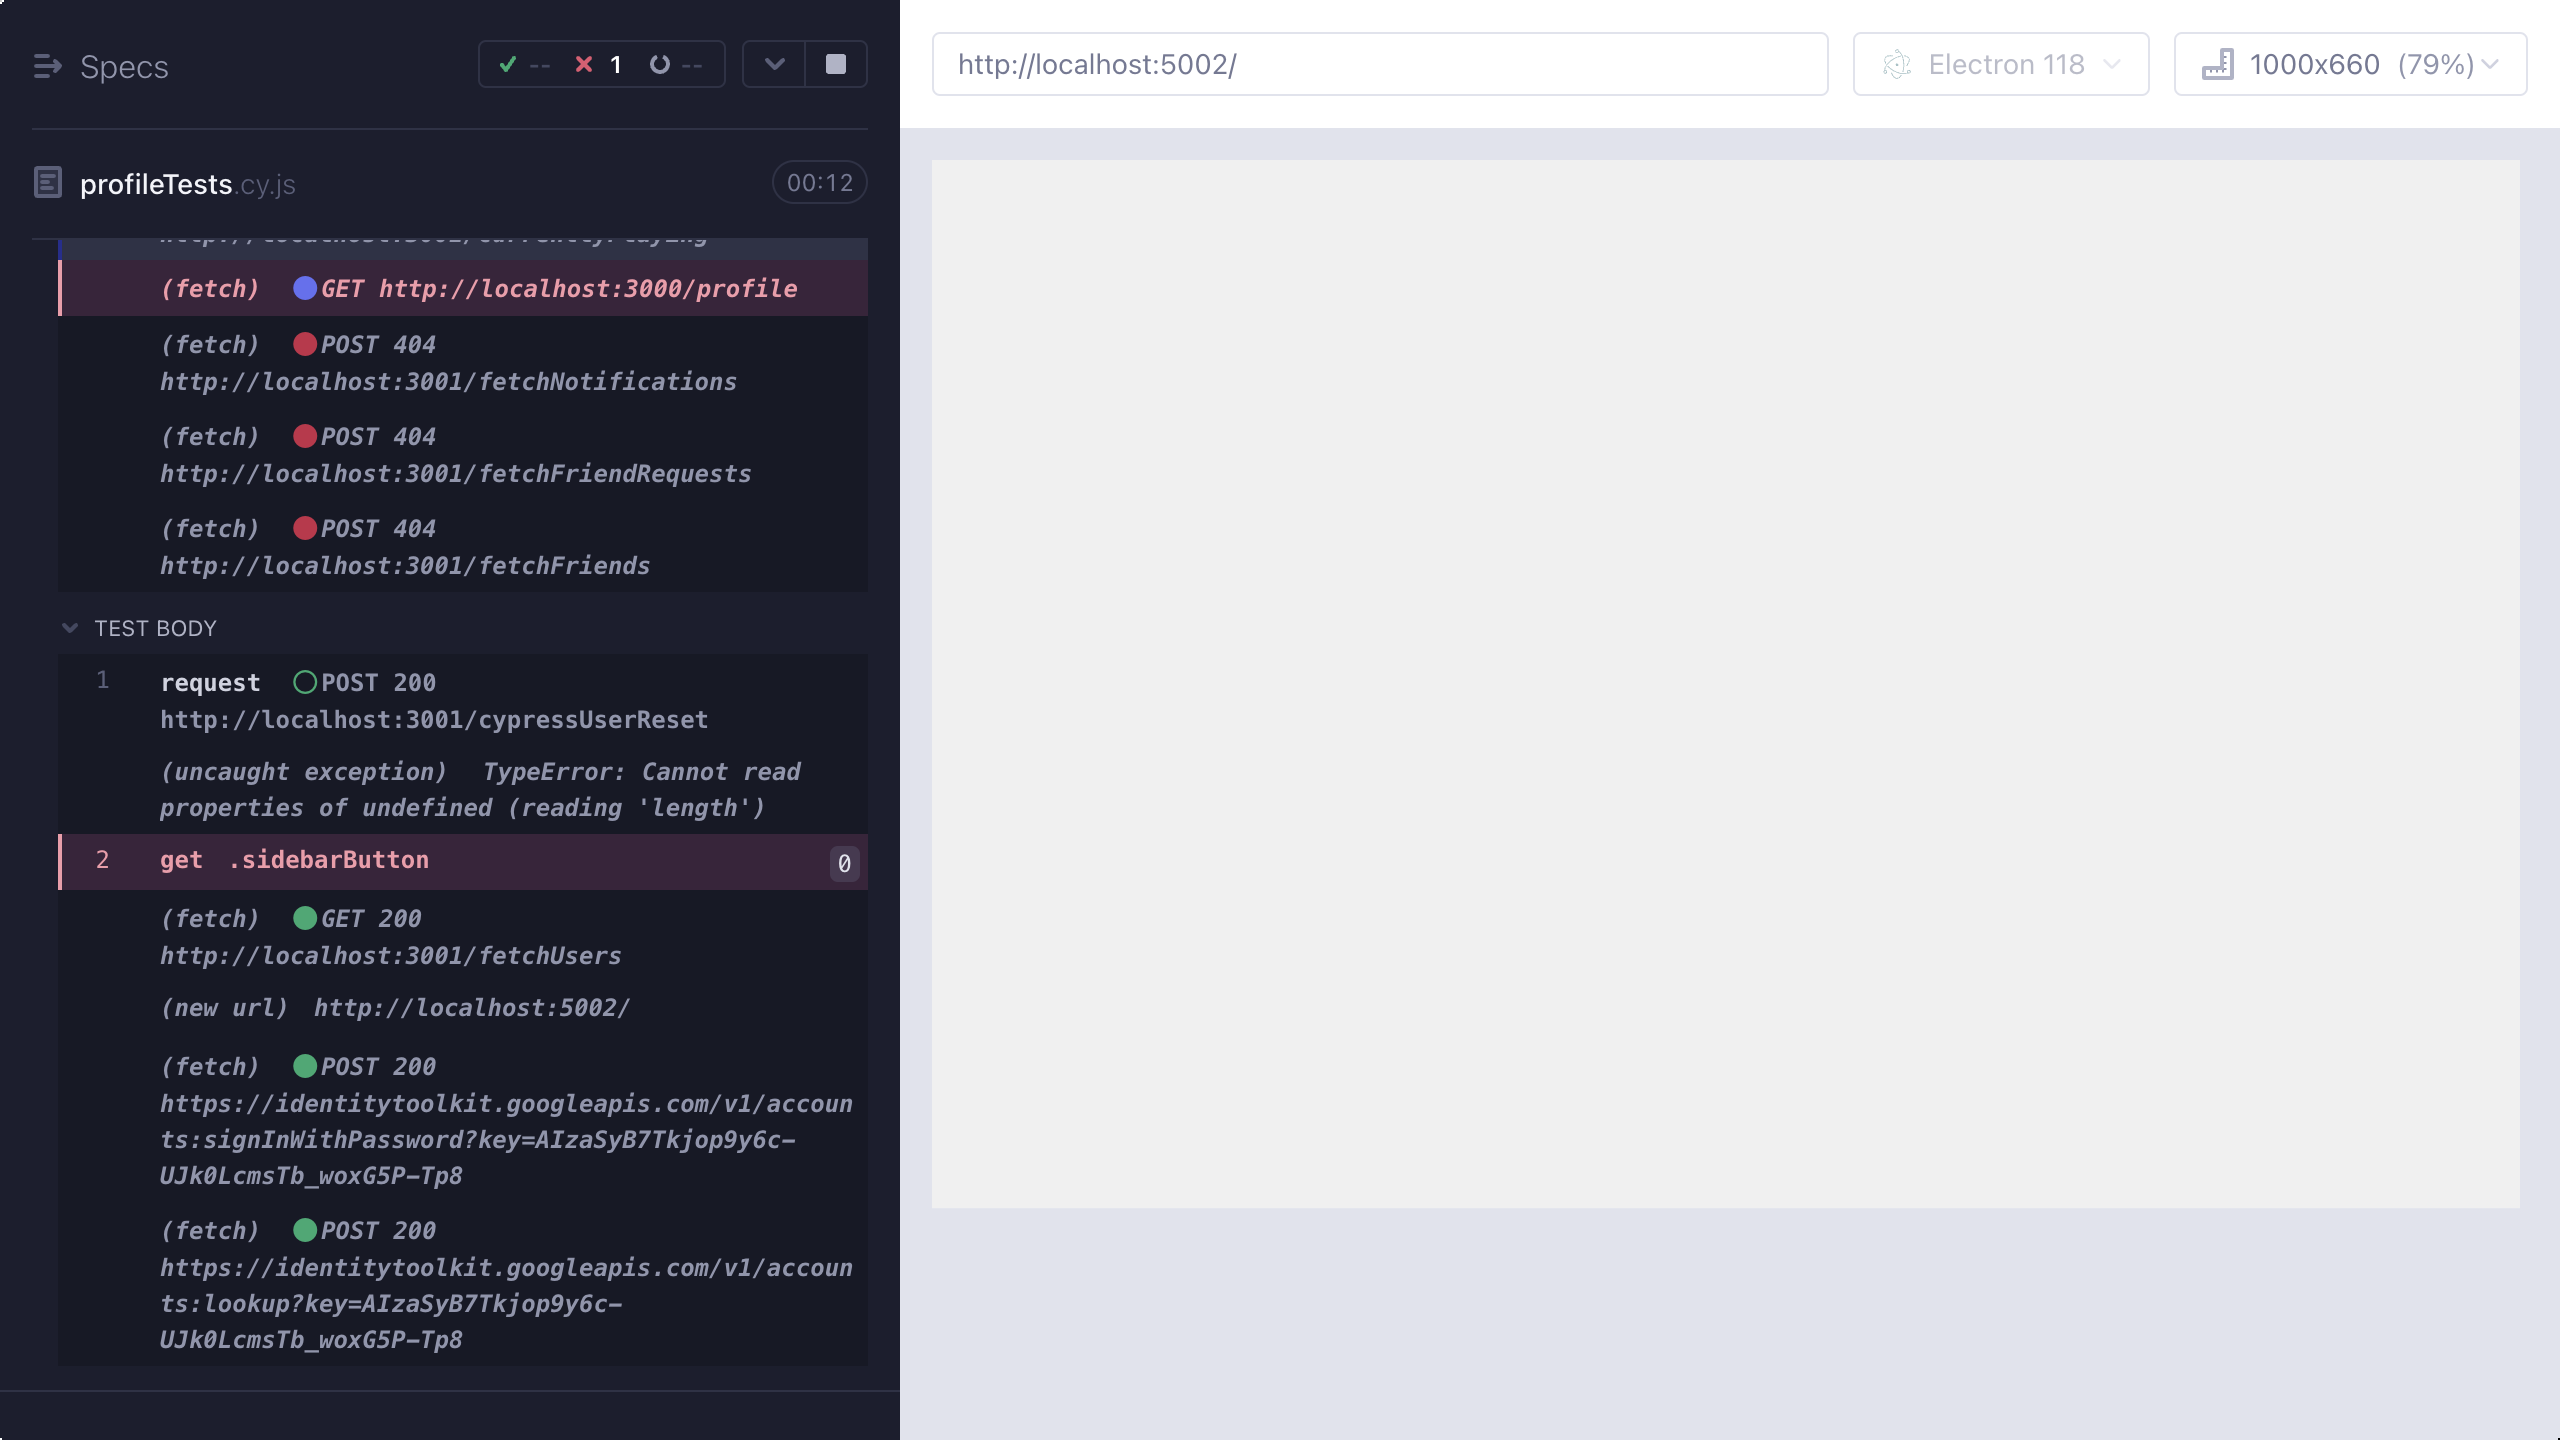 Specs
-- 1 --
http://localhost:5002/
Electron 118
1000x660 (79%)
profileTests.cy.js
00:12
(fetch) GET http://localhost:3000/profile
(fetch) POST 404
http://localhost:3001/fetchNotifications
(fetch) POST 404
http://localhost:3001/fetchFriendRequests
(fetch) POST 404
http://localhost:3001/fetchFriends
TEST BODY
1 request POST 200
http://localhost:3001/cypressUserReset
(uncaught exception) TypeError: Cannot read
properties of undefined (reading 'length')
2 get .sidebarButton 0
(fetch) GET 200
http://localhost:3001/fetchUsers
(new url) http://localhost:5002/
(fetch) POST 200
https://identitytoolkit.googleapis.com/v1/accoun
ts:signInWithPassword?key=AIzaSyB7Tkjop9y6c-
UJk0LcmsTb_woxG5P-Tp8
(fetch) POST 200
https://identitytoolkit.googleapis.com/v1/accoun
ts:lookup?key=AIzaSyB7Tkjop9y6c-
UJk0LcmsTb_woxG5P-Tp8